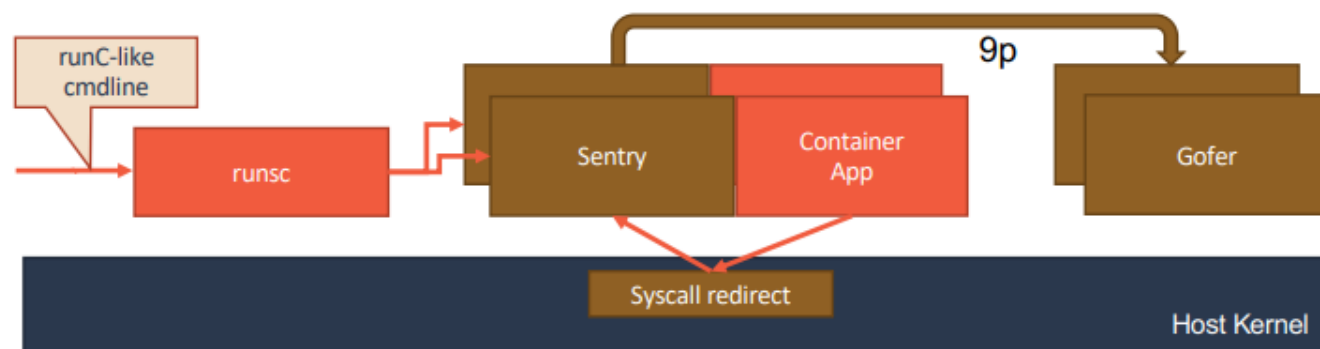 runC-like
cmdline
9p
runsc
Sentry
Container
App
Gofer
Syscall redirect
Host Kernel